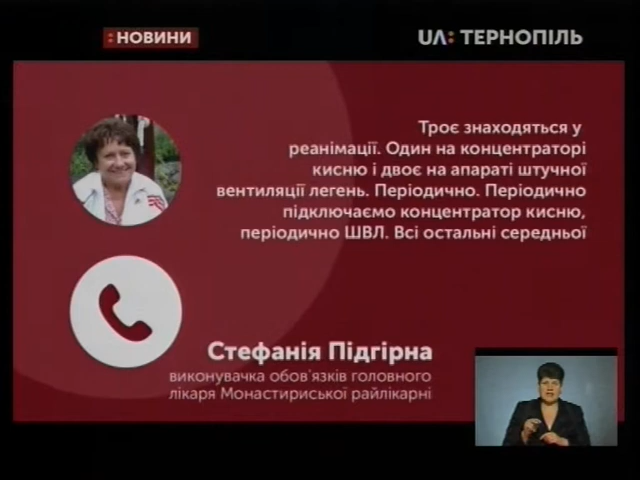 :НОВИНИ
UA: ТЕРНОПІЛЬ
Троє знаходяться у
реанімації. Один на концентраторі
кисню і двоє на апараті штучної
вентиляції легень. Періодично. Періодично
підключаємо концентратор кисню,
періодично ШВЛ. Всі остальні середньої
Стефанія Підгірна
виконувачка обов'язків головного
лікаря Монастириської райлікарні